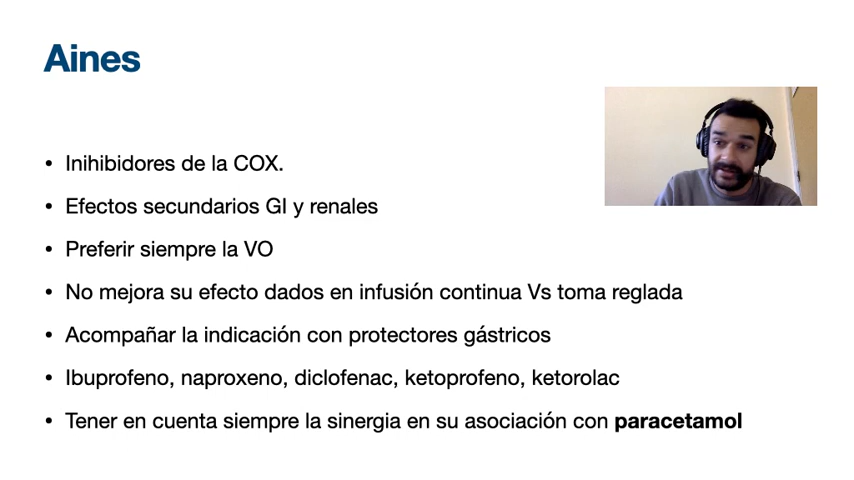 Aines
• Inihibidores de la COX.
• Efectos secundarios GI y renales
• Preferir siempre la VO
• No mejora su efecto dados en infusión continua Vs toma reglada
• Acompañar la indicación con protectores gástricos
• Ibuprofeno, naproxeno, diclofenac, ketoprofeno, ketorolac
• Tener en cuenta siempre la sinergia en su asociación con paracetamol